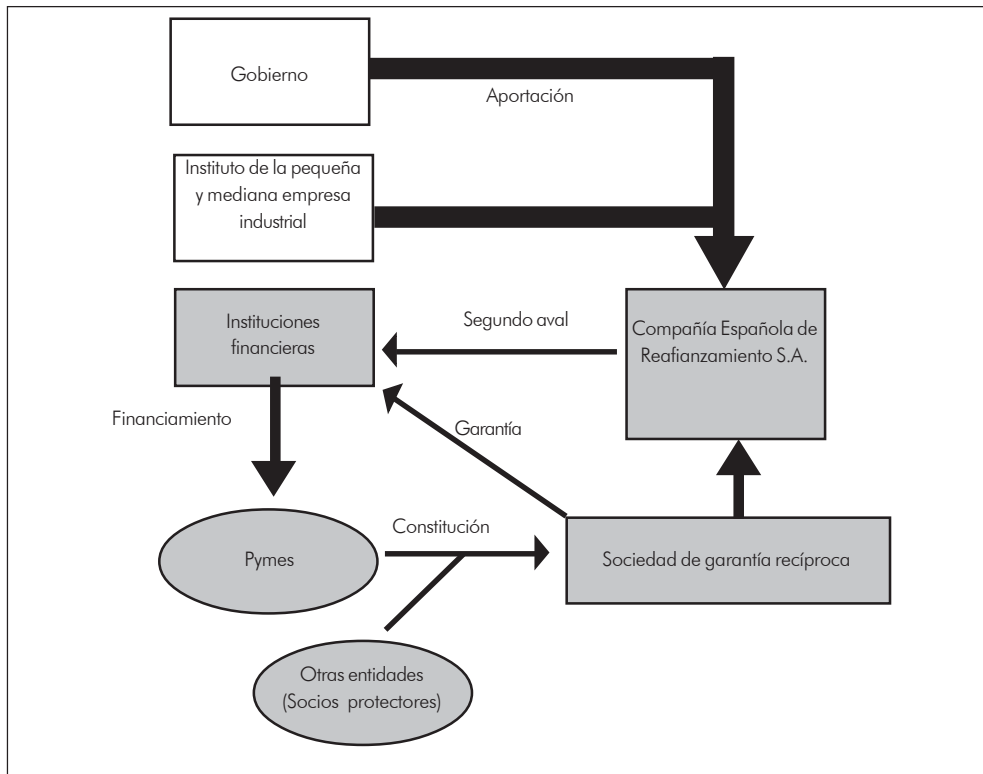 Gobierno
Aportación
Instituto de la pequeña
y mediana empresa
industrial
Instituciones
financieras
Segundo aval
Compañía Española de
Reafianzamiento S.A.
Financiamiento
Garantía
Pymes
Constitución
Sociedad de garantía recíproca
Otras entidades
(Socios protectores)